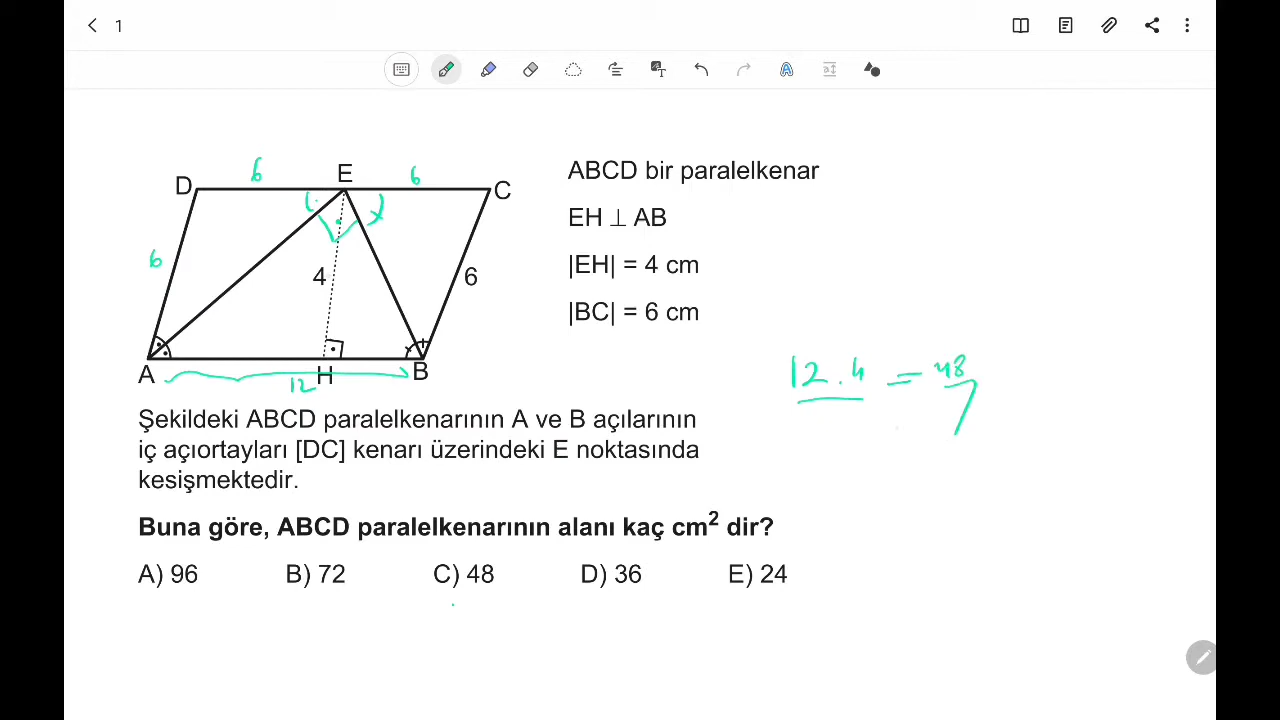 1
6 E 6
D C
6 4 6
A 12 H B
ABCD bir paralelkenar
EH ⊥ AB
|EH| = 4 cm
|BC| = 6 cm
12.4 = 48
Şekildeki ABCD paralelkenarının A ve B açılarının
iç açıortayları [DC] kenarı üzerindeki E noktasında
kesişmektedir.
Buna göre, ABCD paralelkenarının alanı kaç cm² dir?
A) 96 B) 72 C) 48 D) 36 E) 24